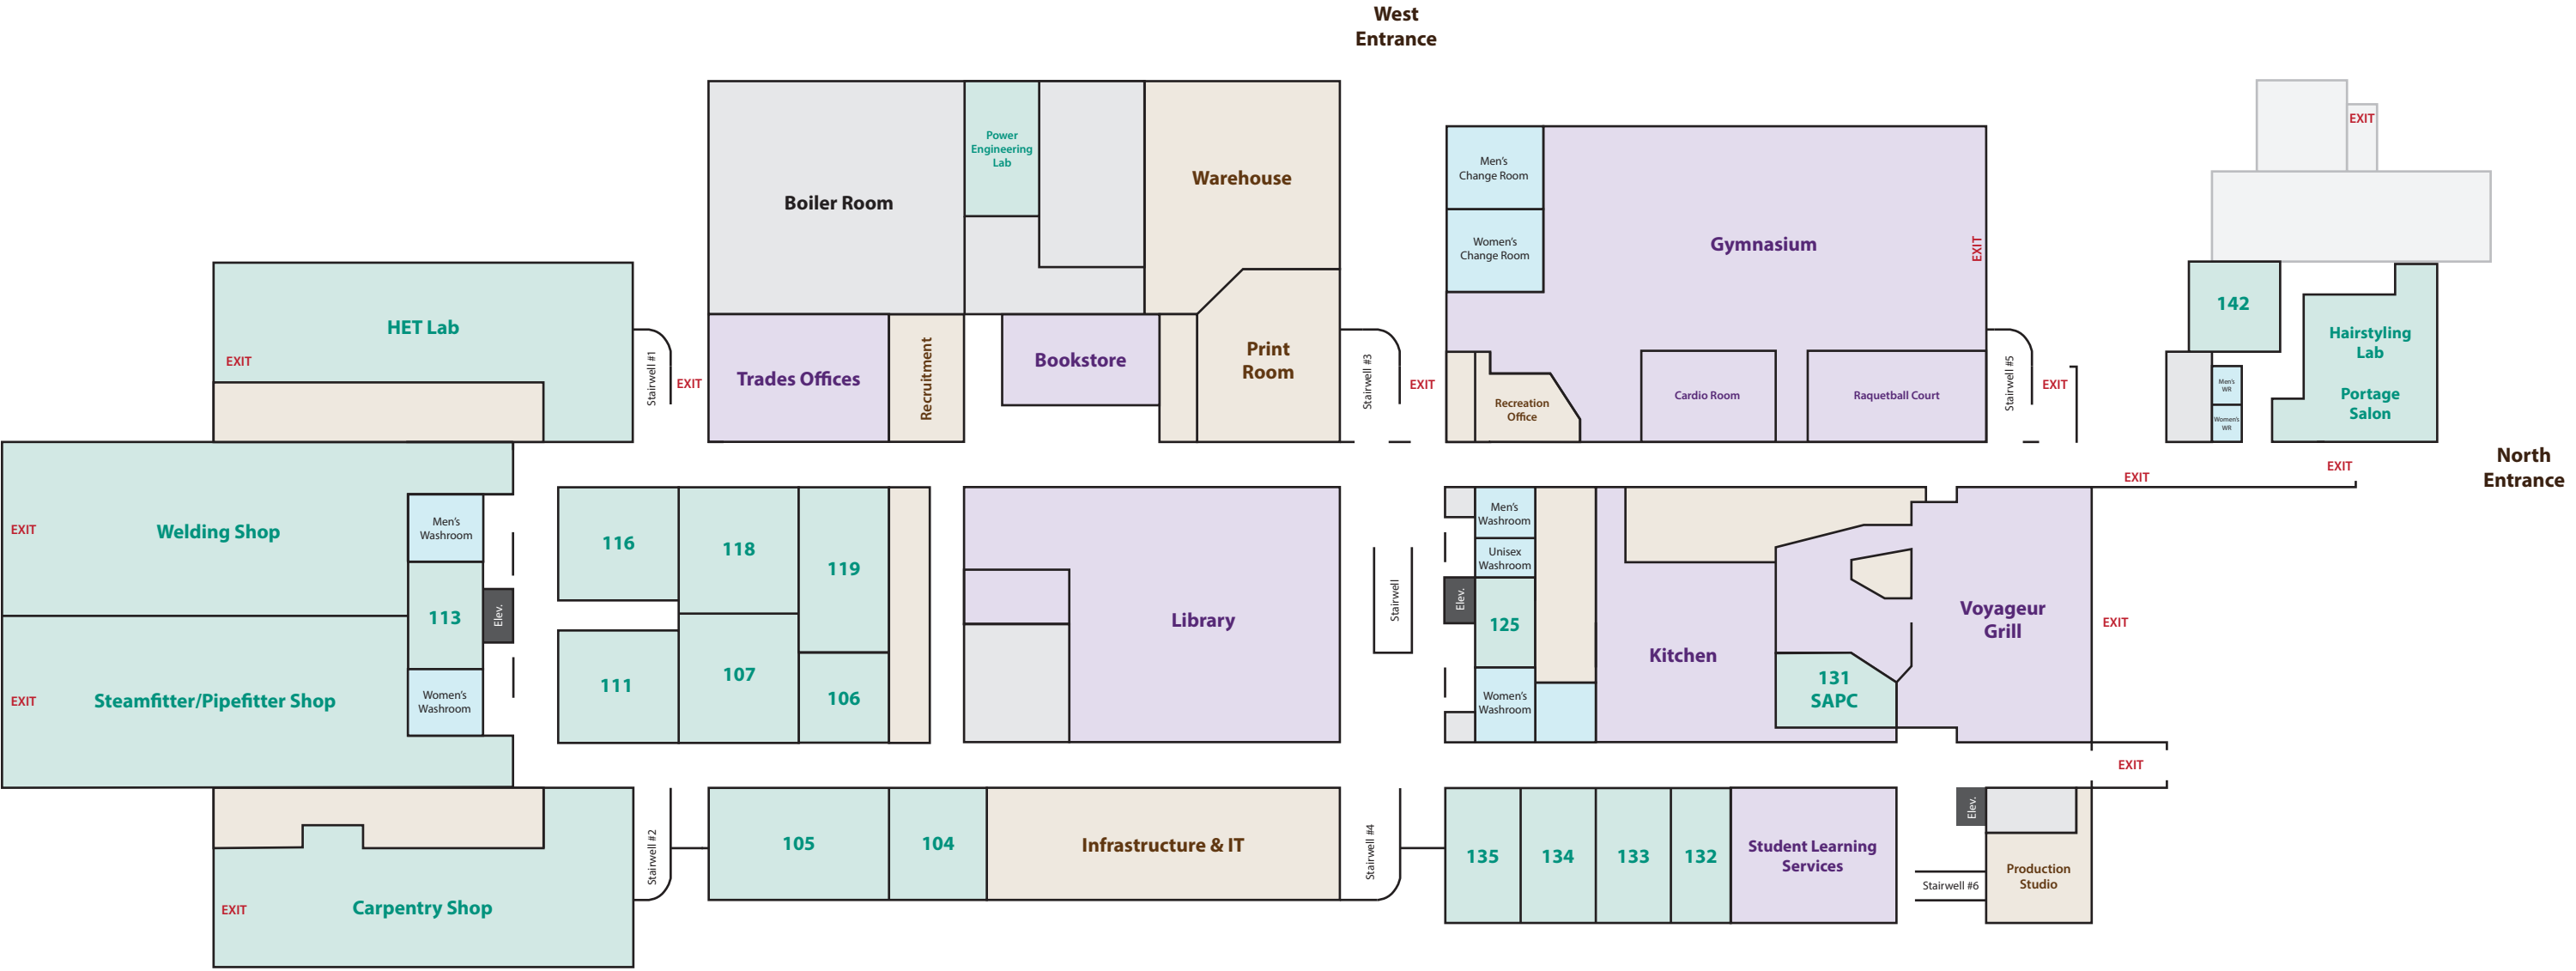 West
Entrance
EXIT
Power
Engineering
Lab
Men's
Change Room
Warehouse
Boiler Room
Women's
Change Room
Gymnasium
EXIT
142
HET Lab
EXIT
Stairwell #1
EXIT
Trades Offices
Recruitment
Bookstore
Print
Room
Stairwell #3
EXIT
Recreation
Office
Cardio Room
Raquetball Court
Stairwell #5
EXIT
Men's
WR
Women's
WR
Hairstyling
Lab
Portage
Salon
North
Entrance
EXIT
EXIT
EXIT
Welding Shop
Men's
Washroom
113
Elev.
116
118
119
Library
Stairwell
Men's
Washroom
Unisex
Washroom
Elev.
125
Kitchen
Voyageur
Grill
EXIT
EXIT
Steamfitter/Pipefitter Shop
Women's
Washroom
111
107
106
Women's
Washroom
131
SAPC
EXIT
EXIT
Carpentry Shop
Stairwell #2
105
104
Infrastructure & IT
Stairwell #4
135
134
133
132
Student Learning
Services
Elev.
Stairwell #6
Production
Studio